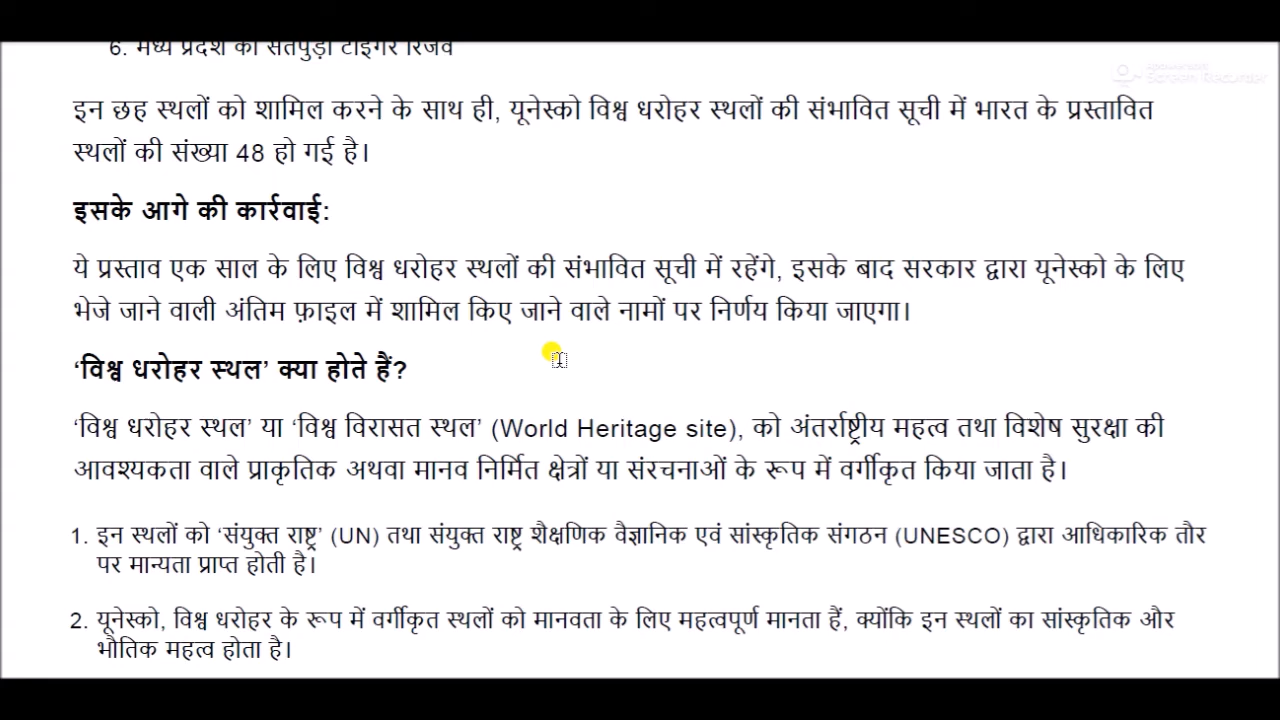 6. मध्य प्रदेश का सतपुड़ा टाइगर रिजर्व
इन छह स्थलों को शामिल करने के साथ ही, यूनेस्को विश्व धरोहर स्थलों की संभावित सूची में भारत के प्रस्तावित
स्थलों की संख्या 48 हो गई है।
इसके आगे की कार्रवाई:
ये प्रस्ताव एक साल के लिए विश्व धरोहर स्थलों की संभावित सूची में रहेंगे, इसके बाद सरकार द्वारा यूनेस्को के लिए
भेजे जाने वाली अंतिम फ़ाइल में शामिल किए जाने वाले नामों पर निर्णय किया जाएगा।
‘विश्व धरोहर स्थल’ क्या होते हैं?
‘विश्व धरोहर स्थल’ या ‘विश्व विरासत स्थल’ (World Heritage site), को अंतर्राष्ट्रीय महत्व तथा विशेष सुरक्षा की
आवश्यकता वाले प्राकृतिक अथवा मानव निर्मित क्षेत्रों या संरचनाओं के रूप में वर्गीकृत किया जाता है।
1. इन स्थलों को ‘संयुक्त राष्ट्र’ (UN) तथा संयुक्त राष्ट्र शैक्षणिक वैज्ञानिक एवं सांस्कृतिक संगठन (UNESCO) द्वारा आधिकारिक तौर
पर मान्यता प्राप्त होती है।
2. यूनेस्को, विश्व धरोहर के रूप में वर्गीकृत स्थलों को मानवता के लिए महत्वपूर्ण मानता हैं, क्योंकि इन स्थलों का सांस्कृतिक और
भौतिक महत्व होता है।
Screen Recorder